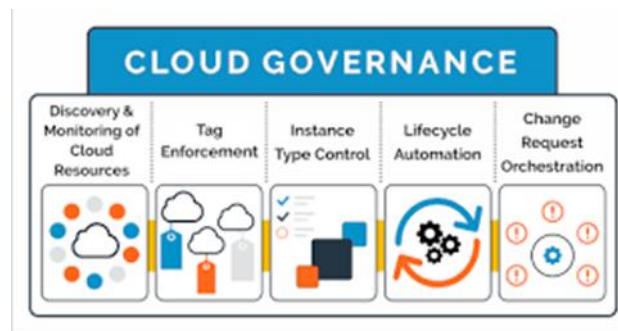 CLOUD GOVERNANCE
Discovery &
Monitoring of
Cloud
Resources
Tag
Enforcement
Instance
Type Control
Lifecycle
Automation
Change
Request
Orchestration